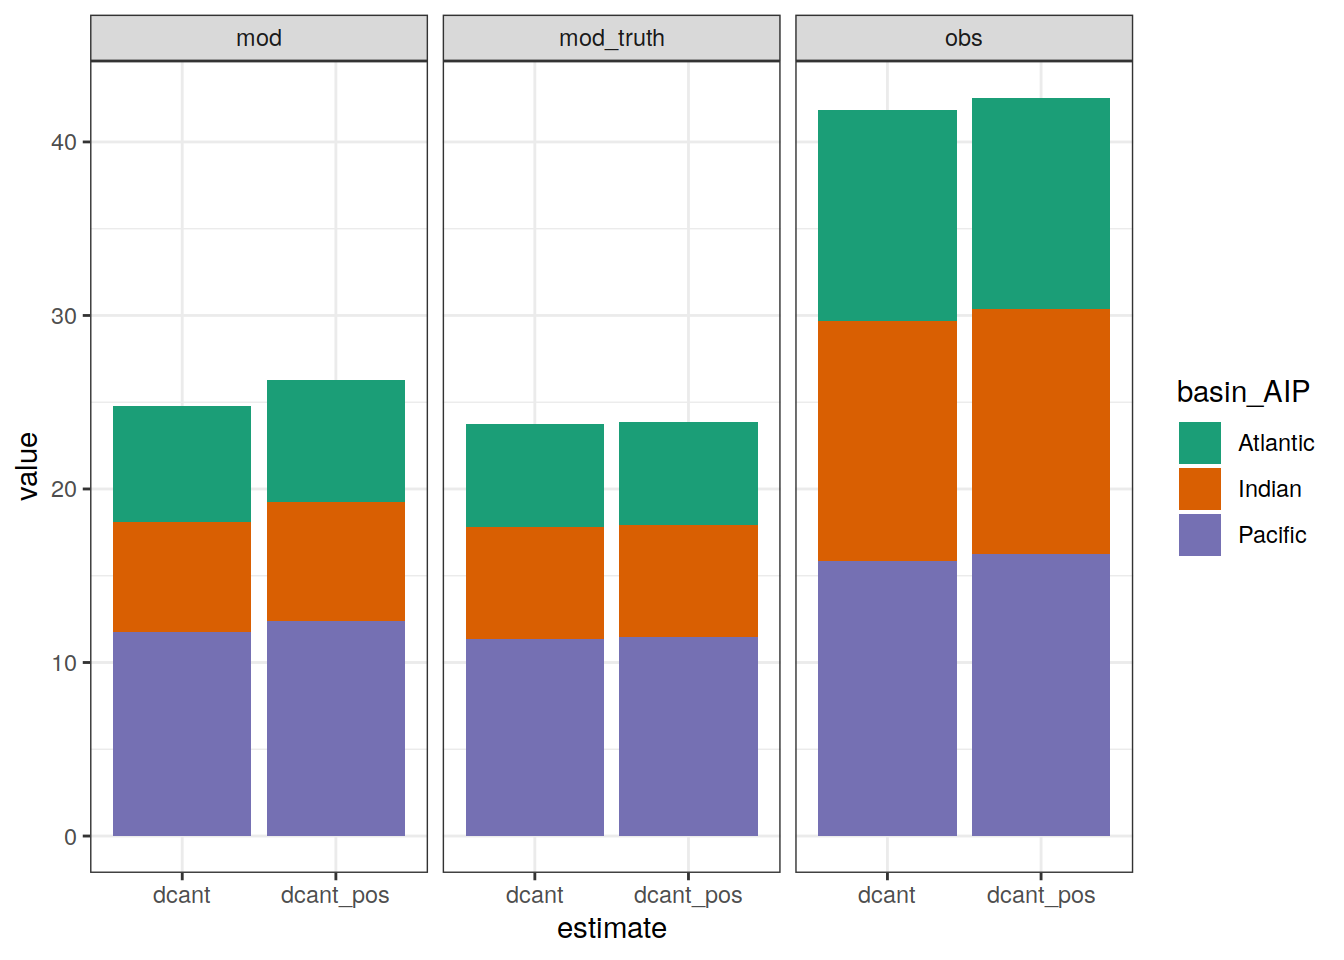 mod
mod_truth
obs
40
30
20
10
0
value
dcant
dcant_pos
dcant
dcant_pos
dcant
dcant_pos
estimate
basin_AIP
Atlantic
Indian
Pacific